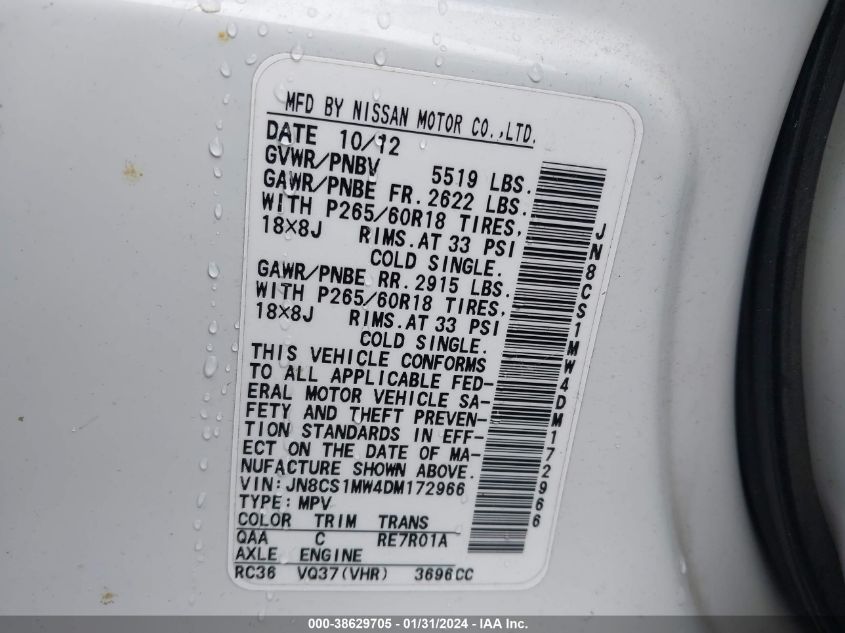 MFD BY NISSAN MOTOR CO.,LTD.
DATE 10/12
GVWR/PNBV 5519 LBS.
GAWR/PNBE FR. 2622 LBS.
WITH P265/60R18 TIRES,
18×8J RIMS. AT 33 PSI
COLD SINGLE.
GAWR/PNBE RR. 2915 LBS.
WITH P265/60R18 TIRES,
18×8J RIMS. AT 33 PSI
COLD SINGLE.
THIS VEHICLE CONFORMS
TO ALL APPLICABLE FED-
ERAL MOTOR VEHICLE SA-
FETY AND THEFT PREVEN-
TION STANDARDS IN EFF-
ECT ON THE DATE OF MA-
NUFACTURE SHOWN ABOVE.
VIN: JN8CS1MW4DM172966
TYPE: MPV
COLOR TRIM TRANS
QAA C RE7R01A
AXLE ENGINE
RC36 VQ37(VHR) 3696CC
JN8CS1MW4DM172966
000-38629705 - 01/31/2024 - IAA Inc.